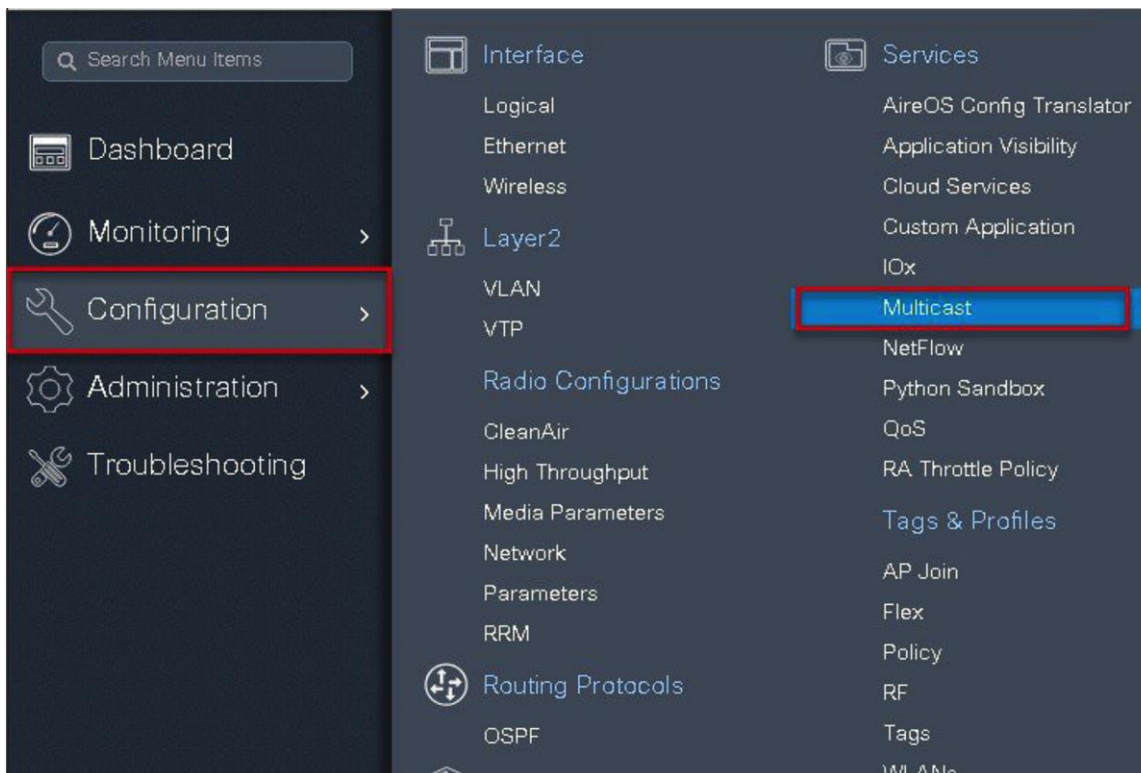 Search Menu Items
Dashboard
Monitoring
Configuration
Administration
Troubleshooting
Interface
Logical
Ethernet
Wireless
Layer2
VLAN
VTP
Radio Configurations
CleanAir
High Throughput
Media Parameters
Network
Parameters
RRM
Routing Protocols
OSPF
Services
AireOS Config Translator
Application Visibility
Cloud Services
Custom Application
IOx
Multicast
NetFlow
Python Sandbox
QoS
RA Throttle Policy
Tags & Profiles
AP Join
Flex
Policy
RF
Tags
WLANs